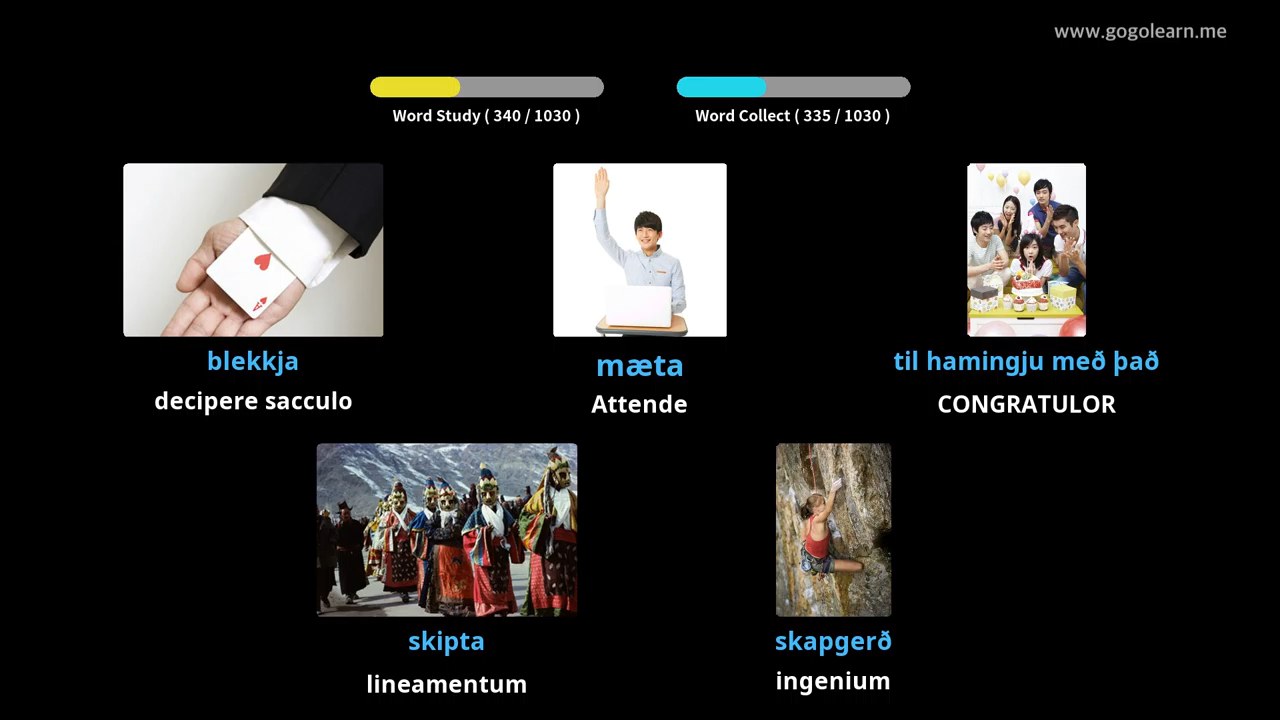 www.gogolearn.me
Word Study ( 340 / 1030 )
Word Collect ( 335 / 1030 )
blekkja
decipere sacculo
mæta
Attende
til hamingju með það
CONGRATULOR
skipta
lineamentum
skapgerð
ingenium